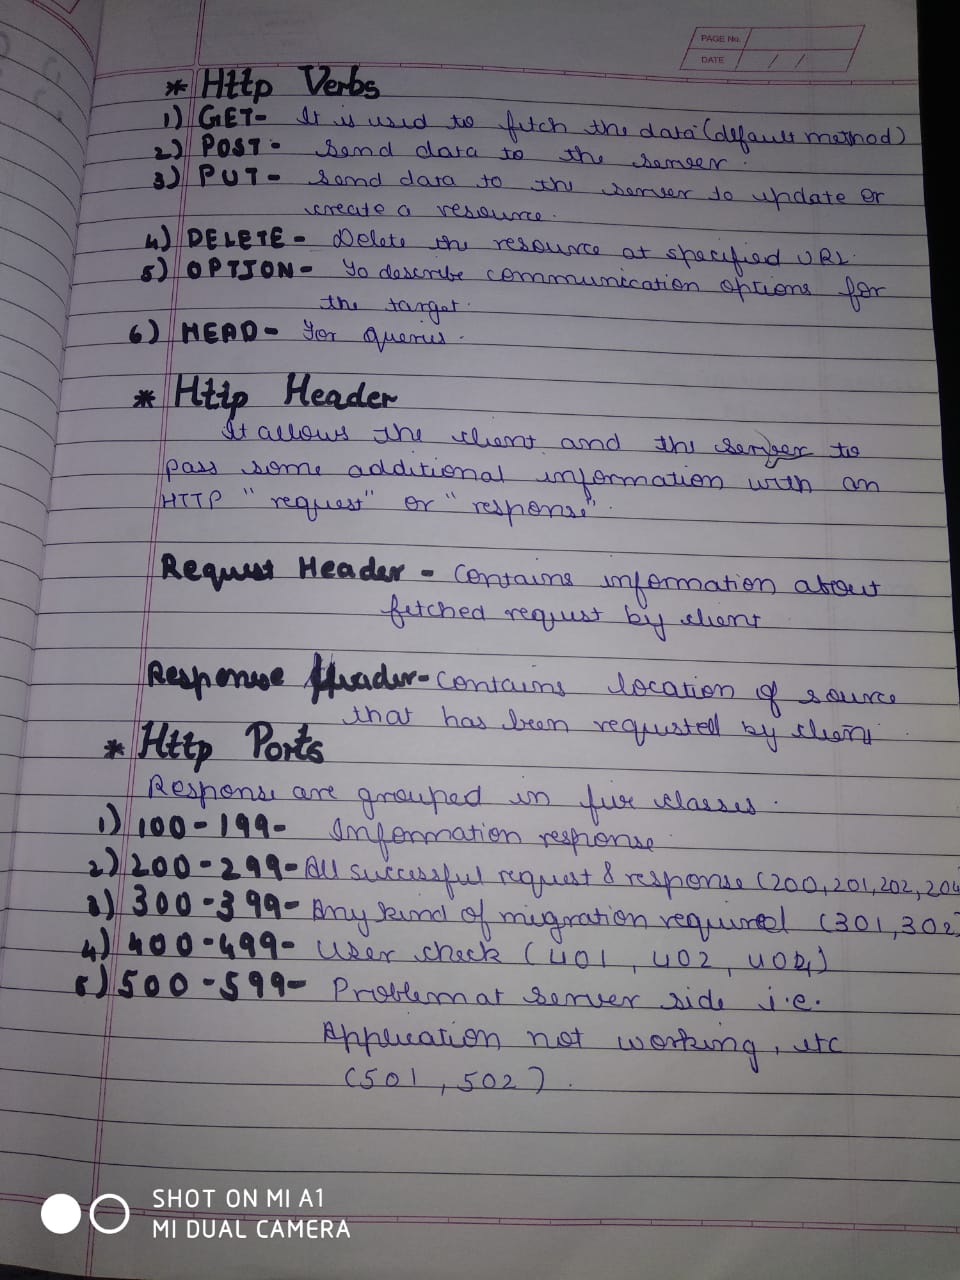 PAGE No.
DATE / /
* Http Verbs
1) GET- It is used to fetch the data (default method)
2) POST- Send data to the server.
3) PUT- Send data to the server to update or
create a resource.
4) DELETE- Delete the resource at specified URL.
5) OPTION- To describe communication options for
the target.
6) HEAD- For queries.
* Http Header
It allows the client and the server to
pass some additional information with an
HTTP "request" or "response".
Request Header - Contains information about
fetched request by client
Response Header- Contains location of source
that has been requested by client.
* Http Ports
Response are grouped in five classes.
1) 100-199- Information response.
2) 200-299- All successful request & response (200,201,202,204
3) 300-399- Any kind of migration required (301,302)
4) 400-499- User check (401, 402, 404)
5) 500-599- Problem at server side i.e.
Application not working, etc
(501, 502).
SHOT ON MI A1
MI DUAL CAMERA